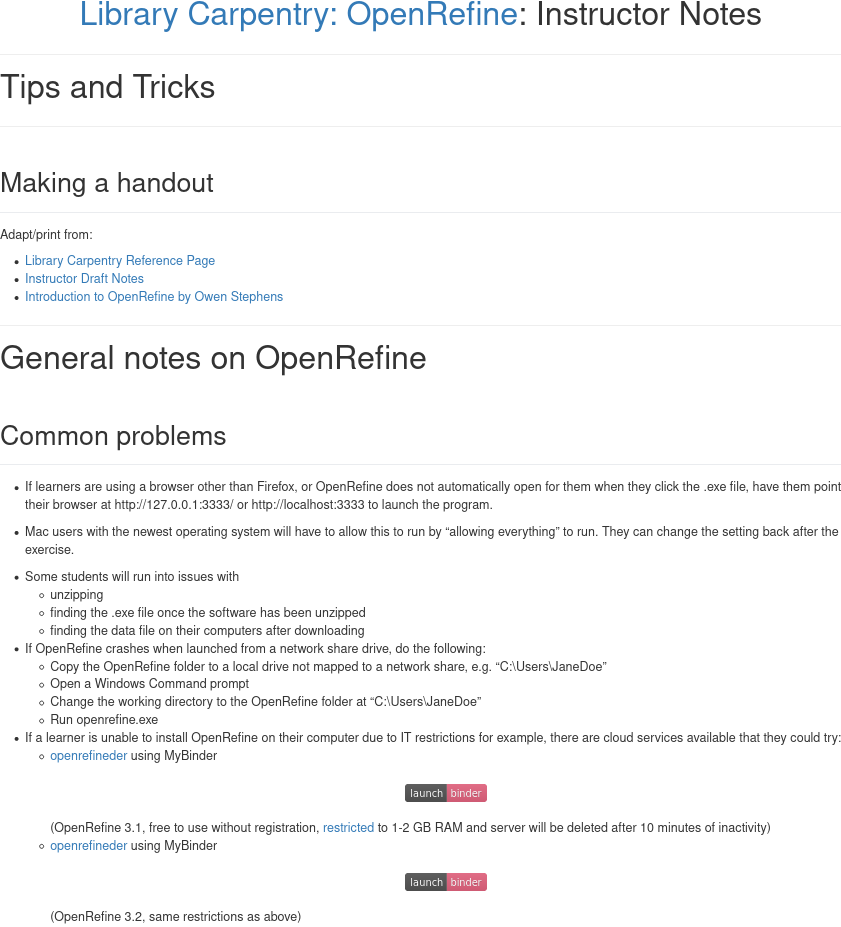 Library Carpentry: OpenRefine: Instructor Notes
Tips and Tricks
Making a handout
Adapt/print from:
Library Carpentry Reference Page
Instructor Draft Notes
Introduction to OpenRefine by Owen Stephens
General notes on OpenRefine
Common problems
If learners are using a browser other than Firefox, or OpenRefine does not automatically open for them when they click the .exe file, have them point
their browser at http://127.0.0.1:3333/ or http://localhost:3333 to launch the program.
Mac users with the newest operating system will have to allow this to run by “allowing everything” to run. They can change the setting back after the
exercise.
Some students will run into issues with
unzipping
finding the .exe file once the software has been unzipped
finding the data file on their computers after downloading
If OpenRefine crashes when launched from a network share drive, do the following:
Copy the OpenRefine folder to a local drive not mapped to a network share, e.g. “C:\Users\JaneDoe”
Open a Windows Command prompt
Change the working directory to the OpenRefine folder at “C:\Users\JaneDoe”
Run openrefine.exe
If a learner is unable to install OpenRefine on their computer due to IT restrictions for example, there are cloud services available that they could try:
openrefineder using MyBinder
launch binder
(OpenRefine 3.1, free to use without registration, restricted to 1-2 GB RAM and server will be deleted after 10 minutes of inactivity)
openrefineder using MyBinder
launch binder
(OpenRefine 3.2, same restrictions as above)